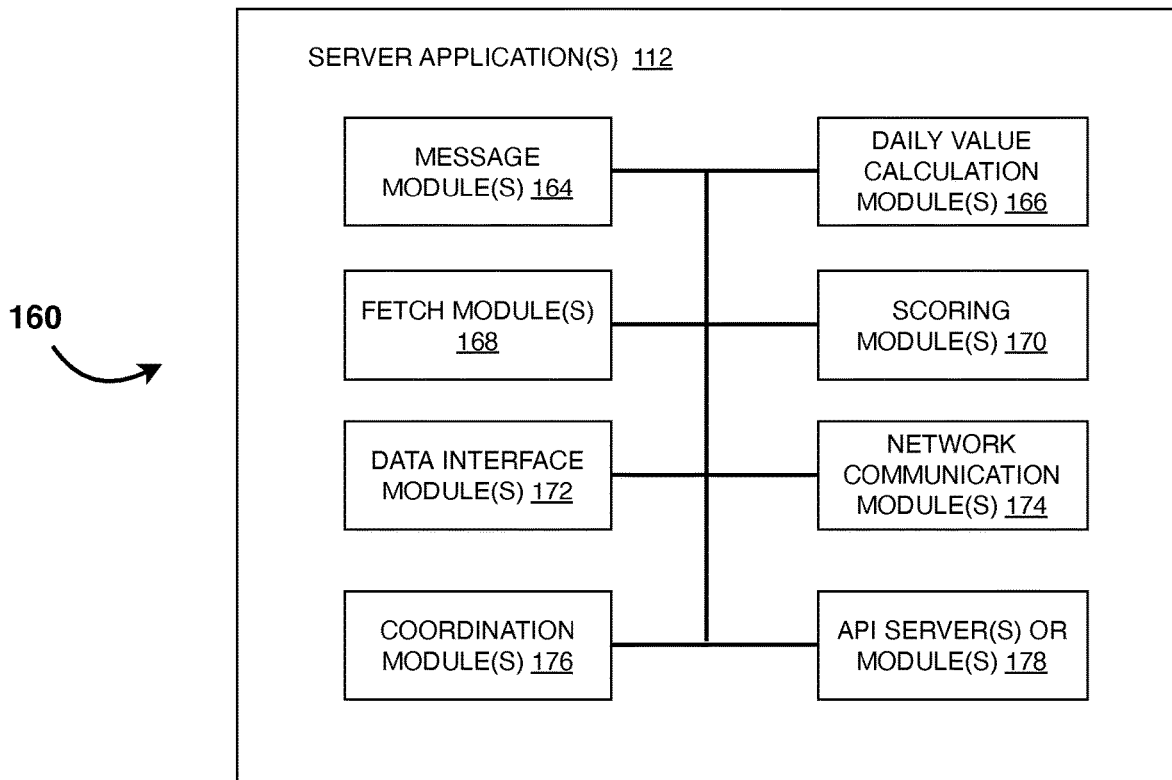 SERVER APPLICATION(S) 112
MESSAGE
MODULE(S) 164
DAILY VALUE
CALCULATION
MODULE(S) 166
160
FETCH MODULE(S)
168
SCORING
MODULE(S) 170
DATA INTERFACE
MODULE(S) 172
NETWORK
COMMUNICATION
MODULE(S) 174
COORDINATION
MODULE(S) 176
API SERVER(S) OR
MODULE(S) 178